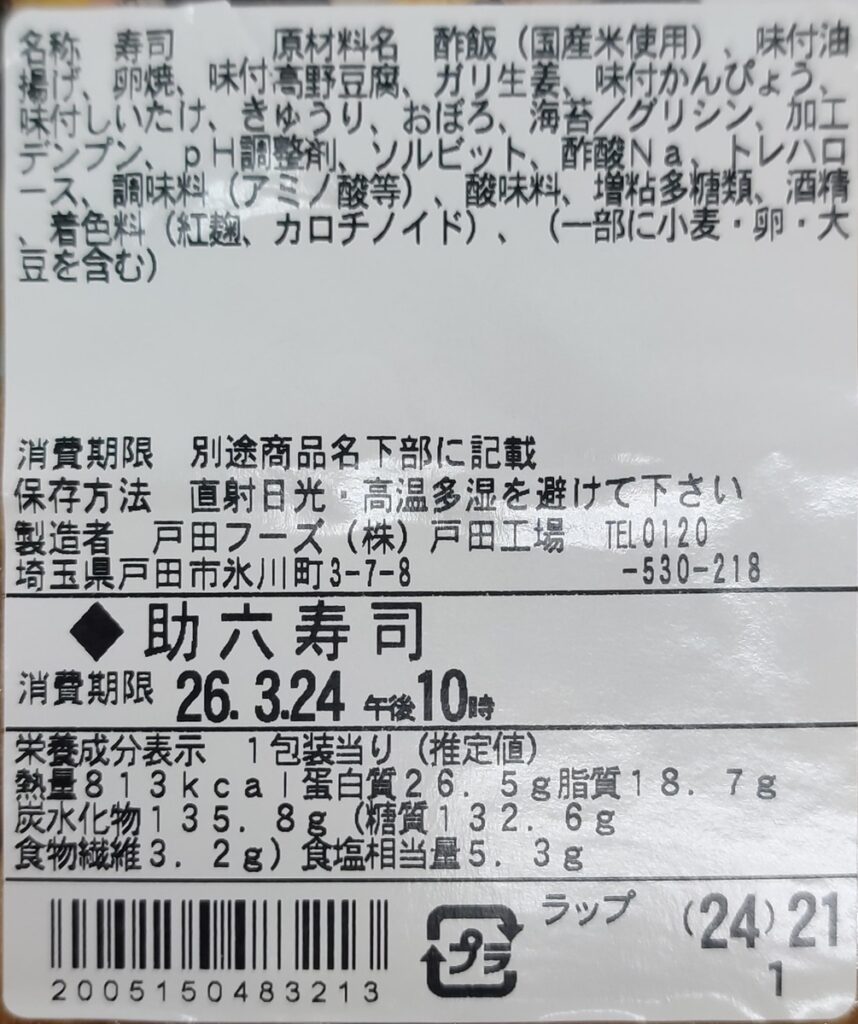 名称　寿司　　　原材料名　酢飯（国産米使用）、味付油
揚げ、卵焼、味付高野豆腐、ガリ生姜、味付かんぴょう、
味付しいたけ、きゅうり、おぼろ、海苔／グリシン、加工
デンプン、ｐＨ調整剤、ソルビット、酢酸Ｎａ、トレハロ
ース、調味料（アミノ酸等）、酸味料、増粘多糖類、酒精
、着色料（紅麹、カロチノイド）、（一部に小麦・卵・大
豆を含む）
消費期限　別途商品名下部に記載
保存方法　直射日光・高温多湿を避けて下さい
製造者　戸田フーズ（株）戸田工場　TEL0120
埼玉県戸田市氷川町3-7-8　-530-218
◆助六寿司
消費期限 26.3.24 午後10時
栄養成分表示　１包装当り（推定値）
熱量８１３ｋｃａｌ蛋白質２６．５ｇ脂質１８．７ｇ
炭水化物１３５．８ｇ（糖質１３２．６ｇ
食物繊維３．２ｇ）食塩相当量５．３ｇ
プラ ラップ （24）21
1
2005150483213